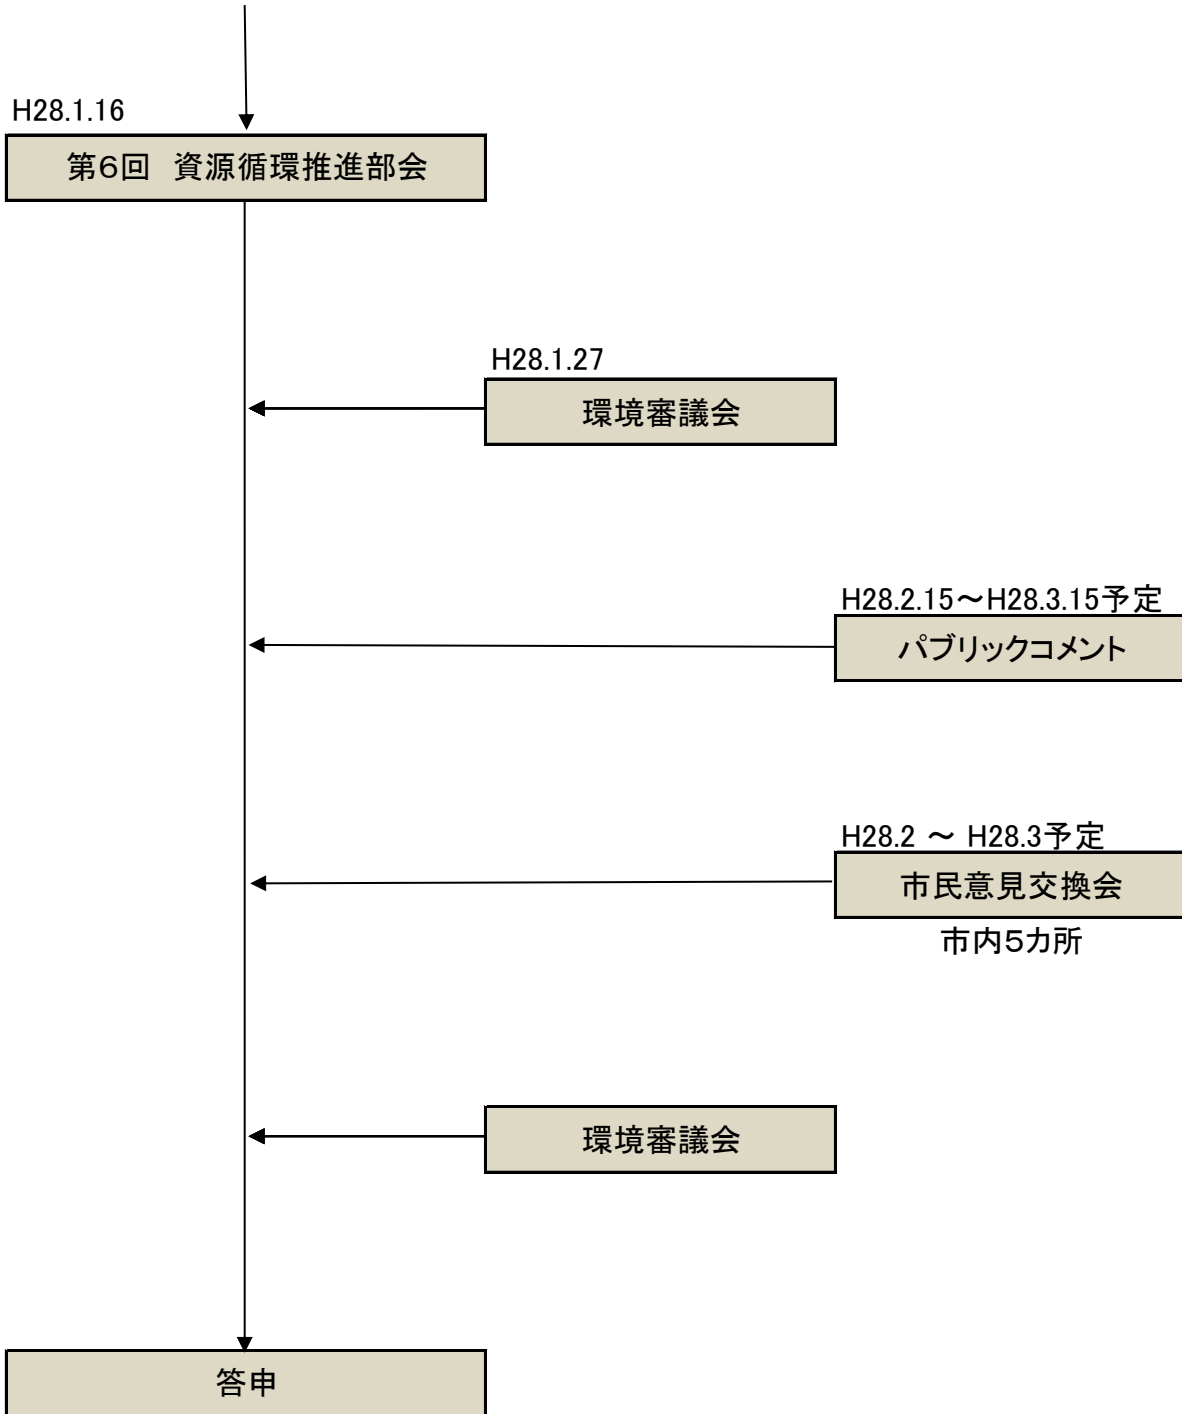 H28.1.16
第6回　資源循環推進部会
H28.1.27
環境審議会
H28.2.15～H28.3.15予定
パブリックコメント
H28.2 ～ H28.3予定
市民意見交換会
市内5カ所
環境審議会
答申